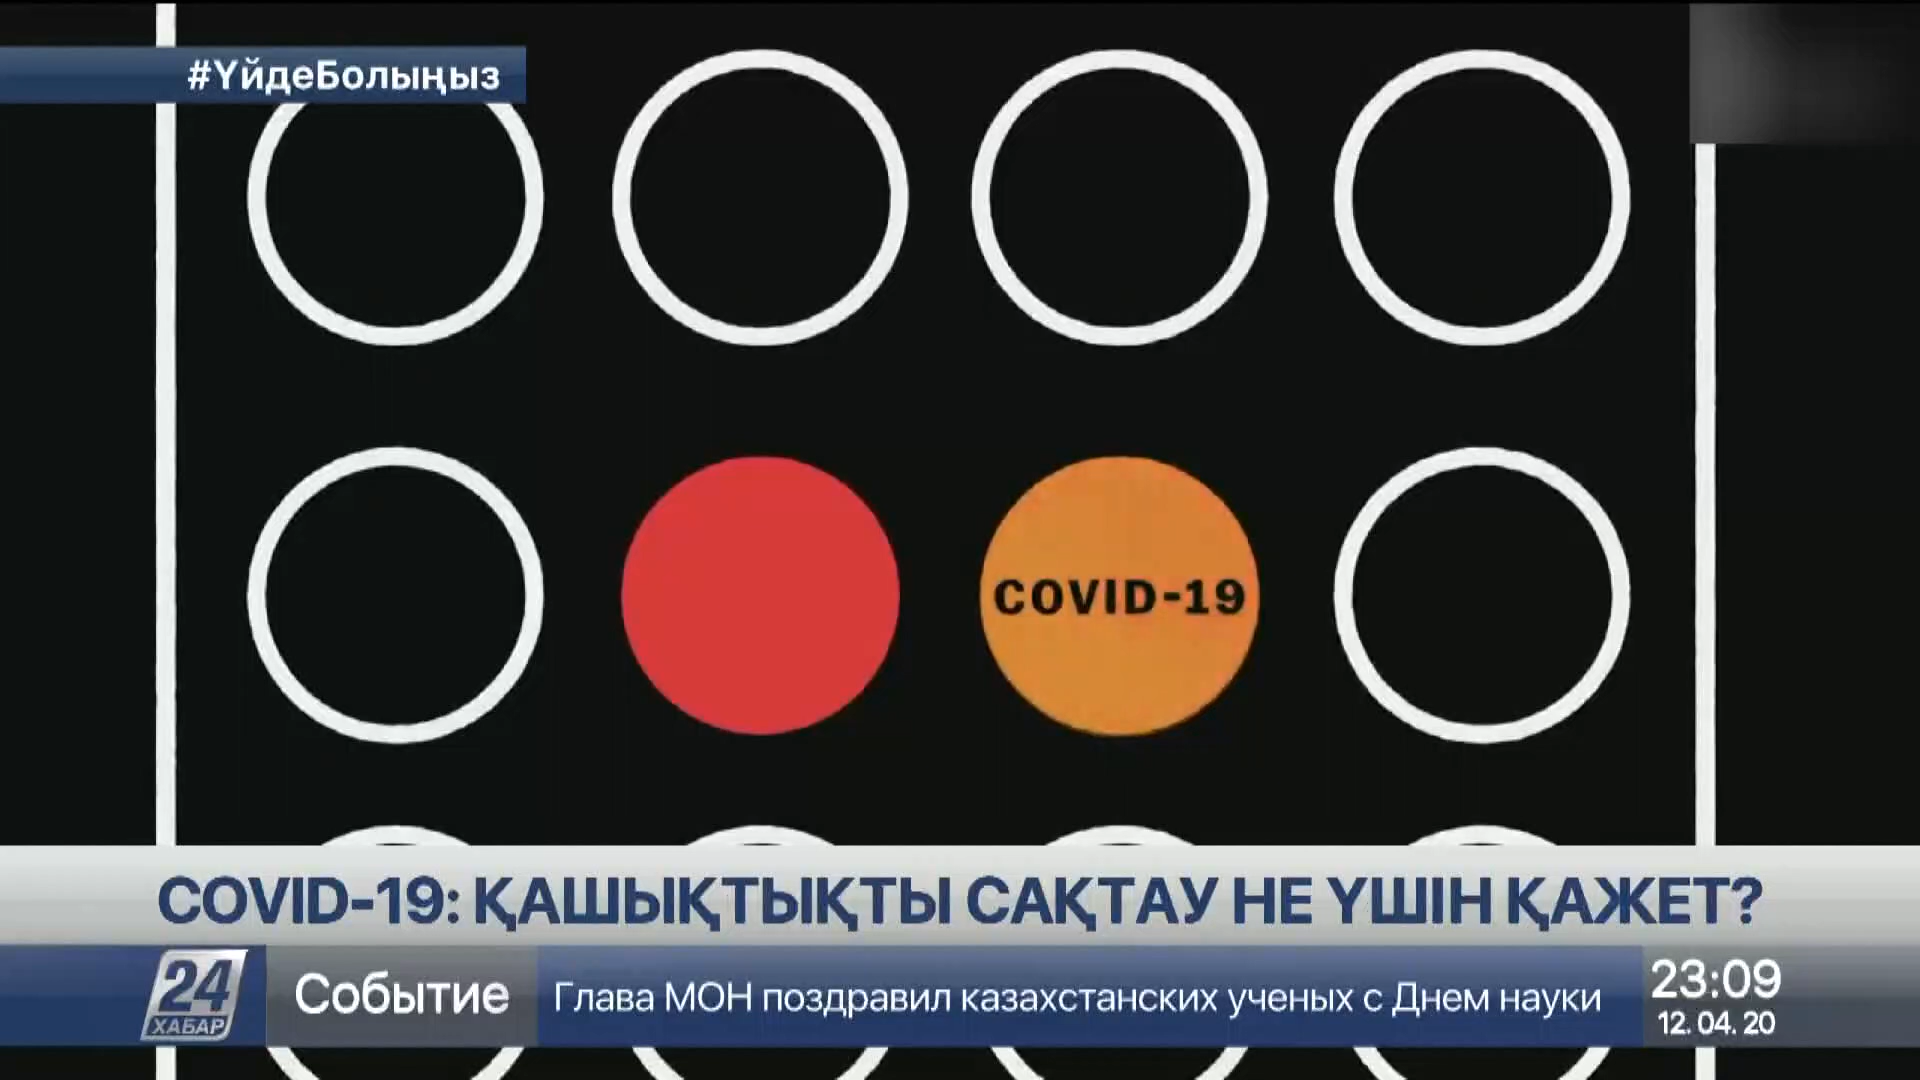 #ҮйдеБолыңыз
COVID-19
COVID-19: ҚАШЫҚТЫҚТЫ САҚТАУ НЕ ҮШІН ҚАЖЕТ?
24
ХАБАР
Событие
Глава МОН поздравил казахстанских ученых с Днем науки
23:09
12. 04. 20